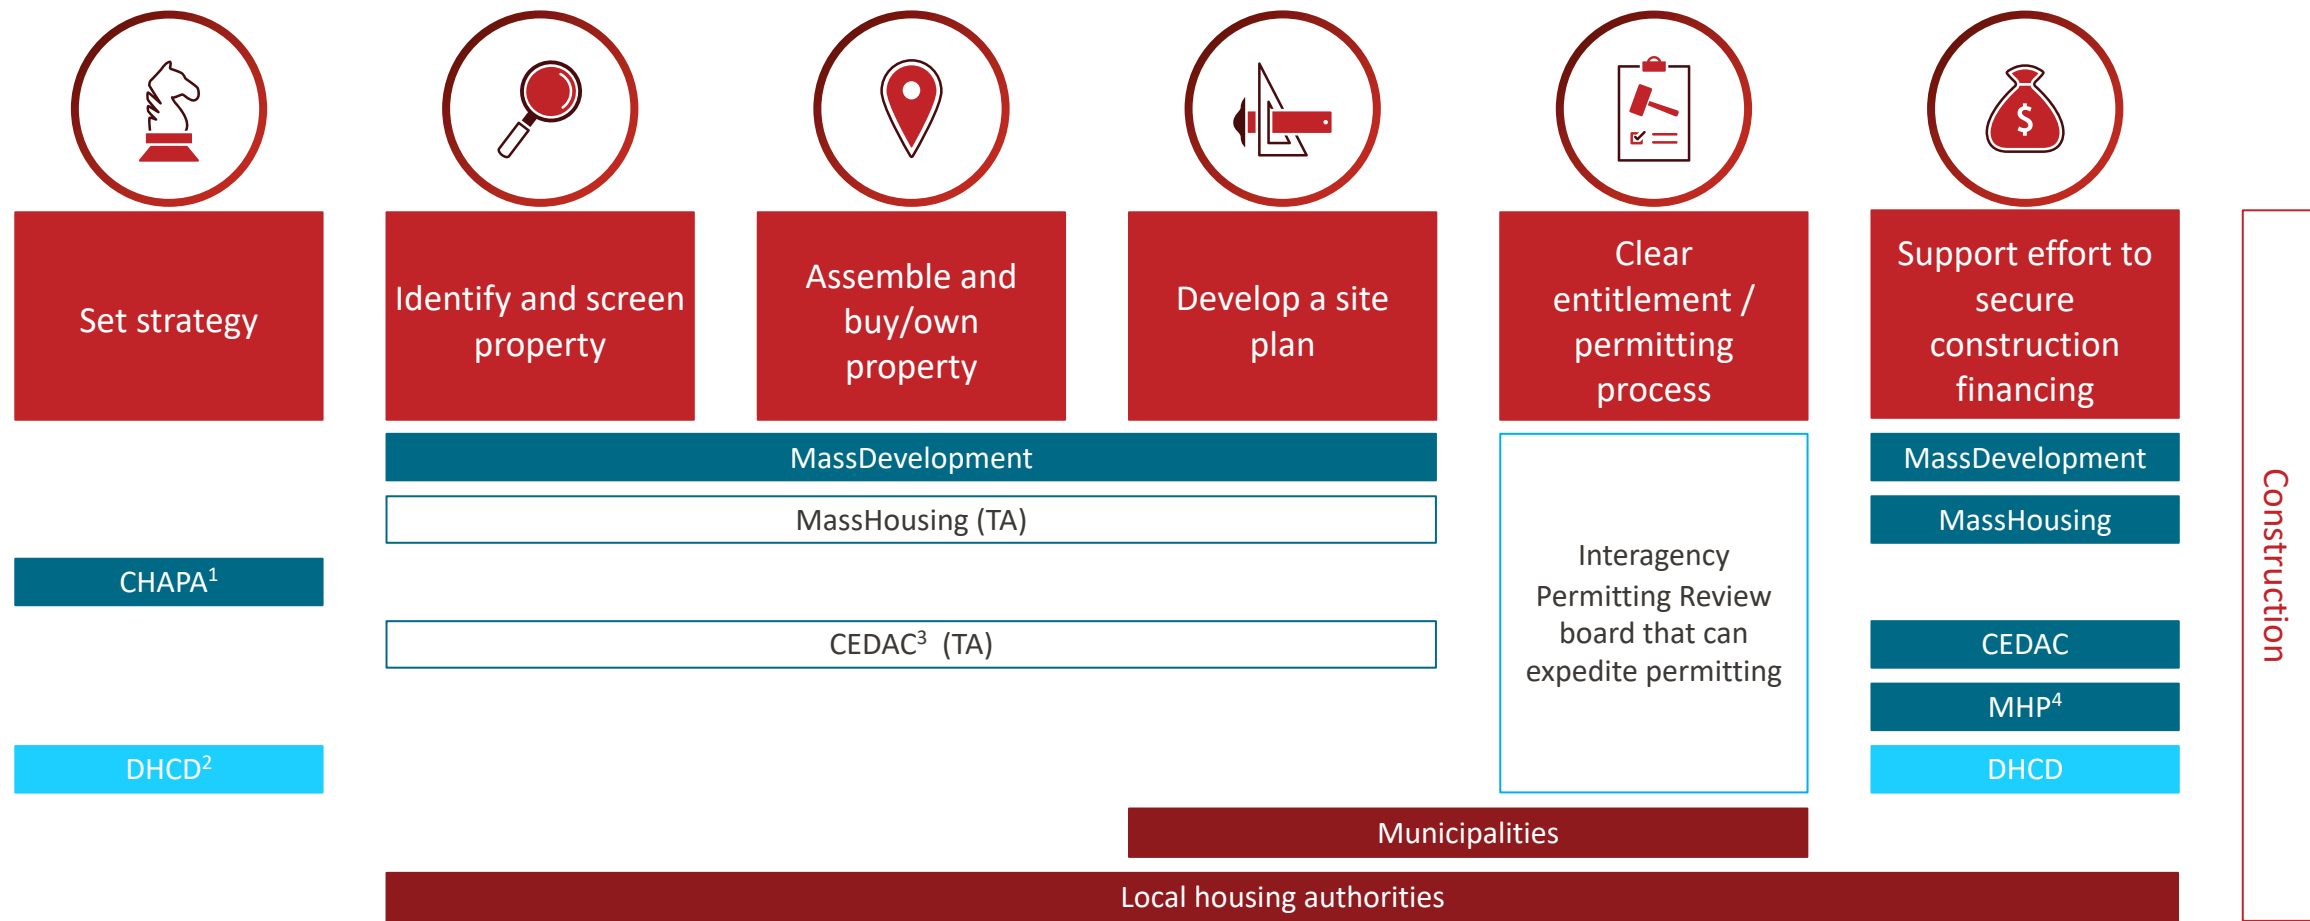 Set strategy
Identify and screen
property
Assemble and
buy/own
property
Develop a site
plan
Clear
entitlement /
permitting
process
Support effort to
secure
construction
financing
MassDevelopment
MassDevelopment
MassHousing (TA)
MassHousing
CHAPA¹
CEDAC³ (TA)
CEDAC
Interagency
Permitting Review
board that can
expedite permitting
MHP⁴
DHCD²
DHCD
Municipalities
Local housing authorities
Construction
$